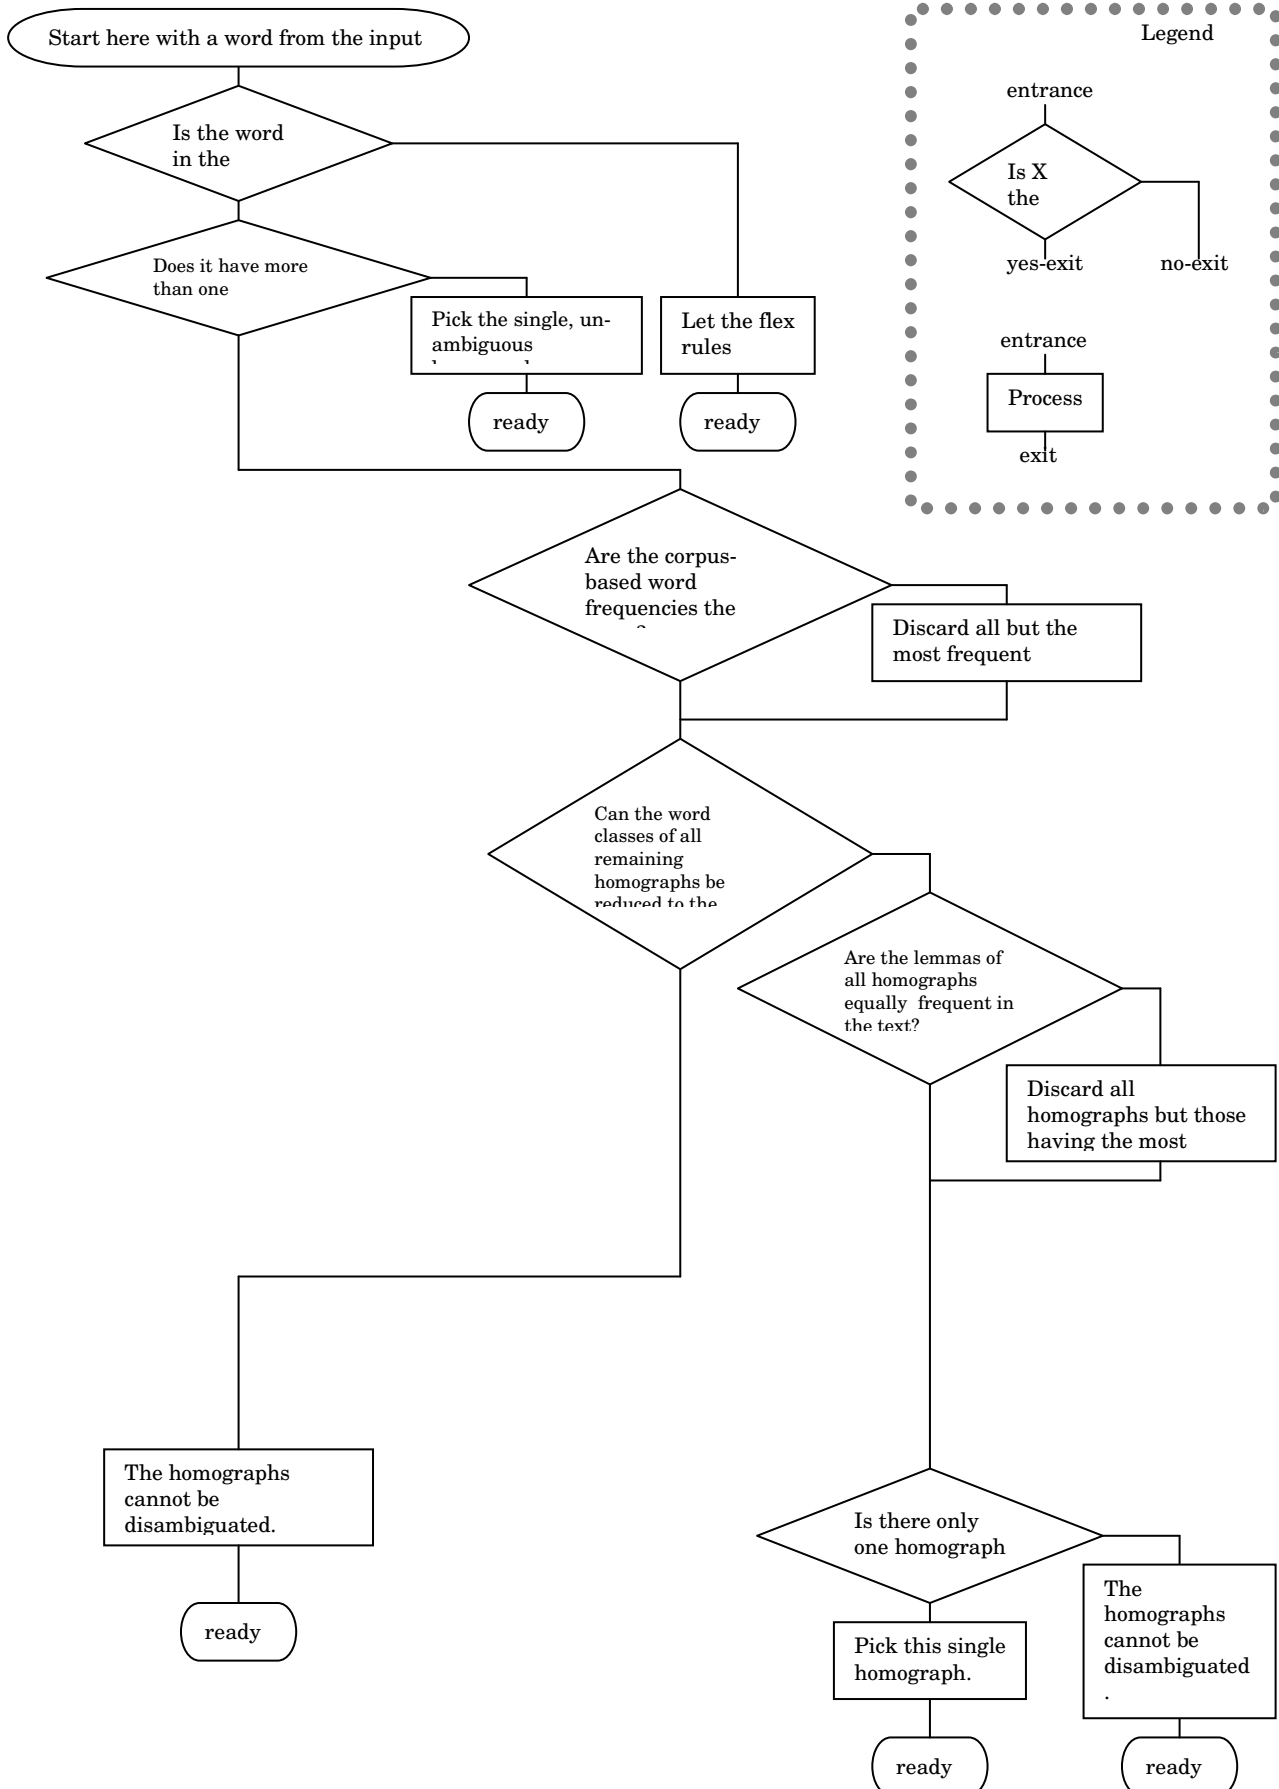 Start here with a word from the input
Is the word
in the
Does it have more
than one
Pick the single, un-
ambiguous
Let the flex
rules
ready
ready
Legend
entrance
Is X
the
yes-exit
no-exit
entrance
Process
exit
Are the corpus-
based word
frequencies the
Discard all but the
most frequent
Can the word
classes of all
remaining
homographs be
reduced to the
Are the lemmas of
all homographs
equally frequent in
the text?
Discard all
homographs but those
having the most
The homographs
cannot be
disambiguated.
ready
Is there only
one homograph
Pick this single
homograph.
ready
The
homographs
cannot be
disambiguated
.
ready